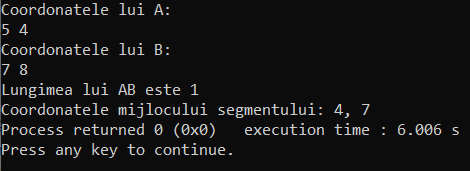 Coordonatele lui A:
5 4
Coordonatele lui B:
7 8
Lungimea lui AB este 1
Coordonatele mijlocului segmentului: 4, 7
Process returned 0 (0x0)   execution time : 6.006 s
Press any key to continue.